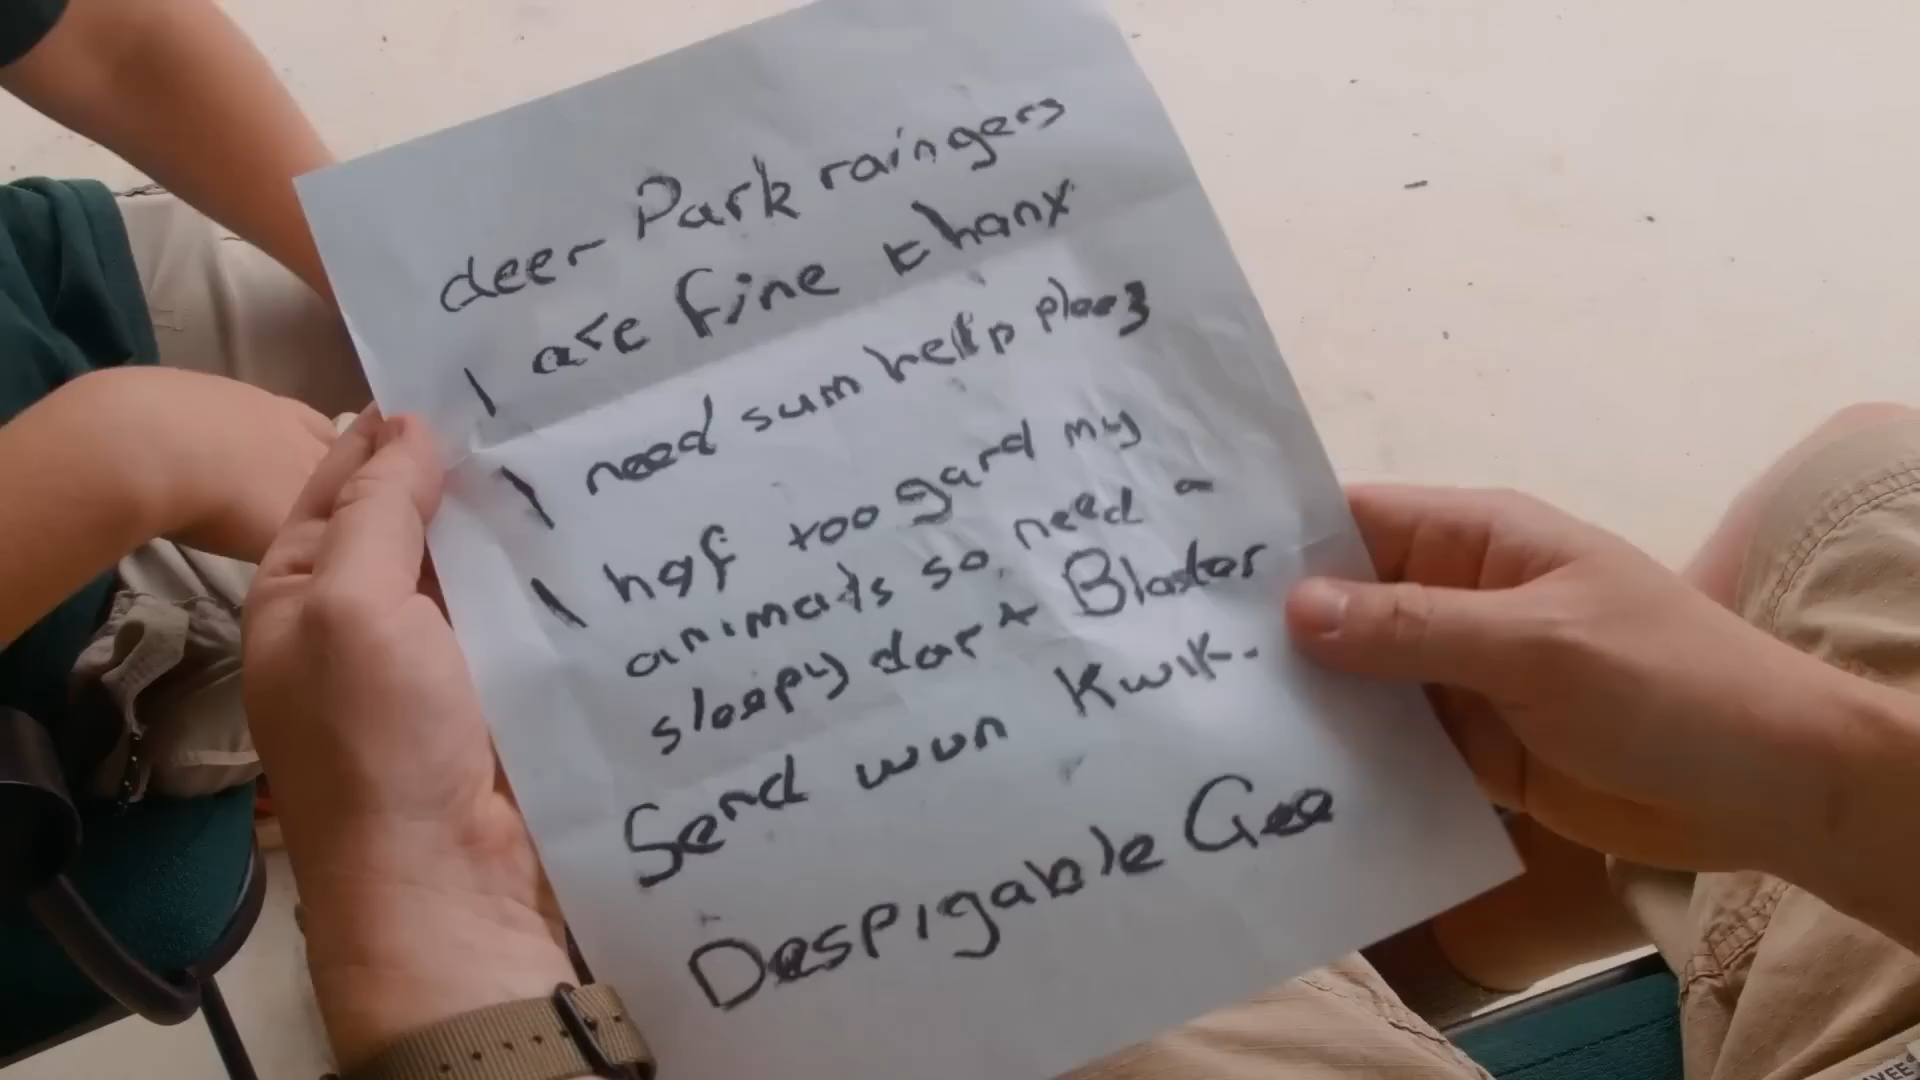 deer Park raingers
I are fine thanx
I need sum help pleez
I haf too gard my
animals so need a
sleepy dart Blaster
Send wun Kwik.
Despigable Gee